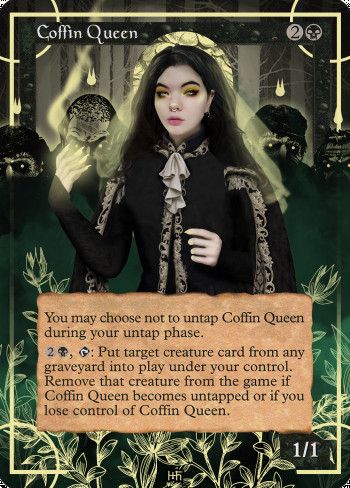 Coffin Queen 2
You may choose not to untap Coffin Queen
during your untap phase.
2, : Put target creature card from any
graveyard into play under your control.
Remove that creature from the game if
Coffin Queen becomes untapped or if you
lose control of Coffin Queen.
1/1